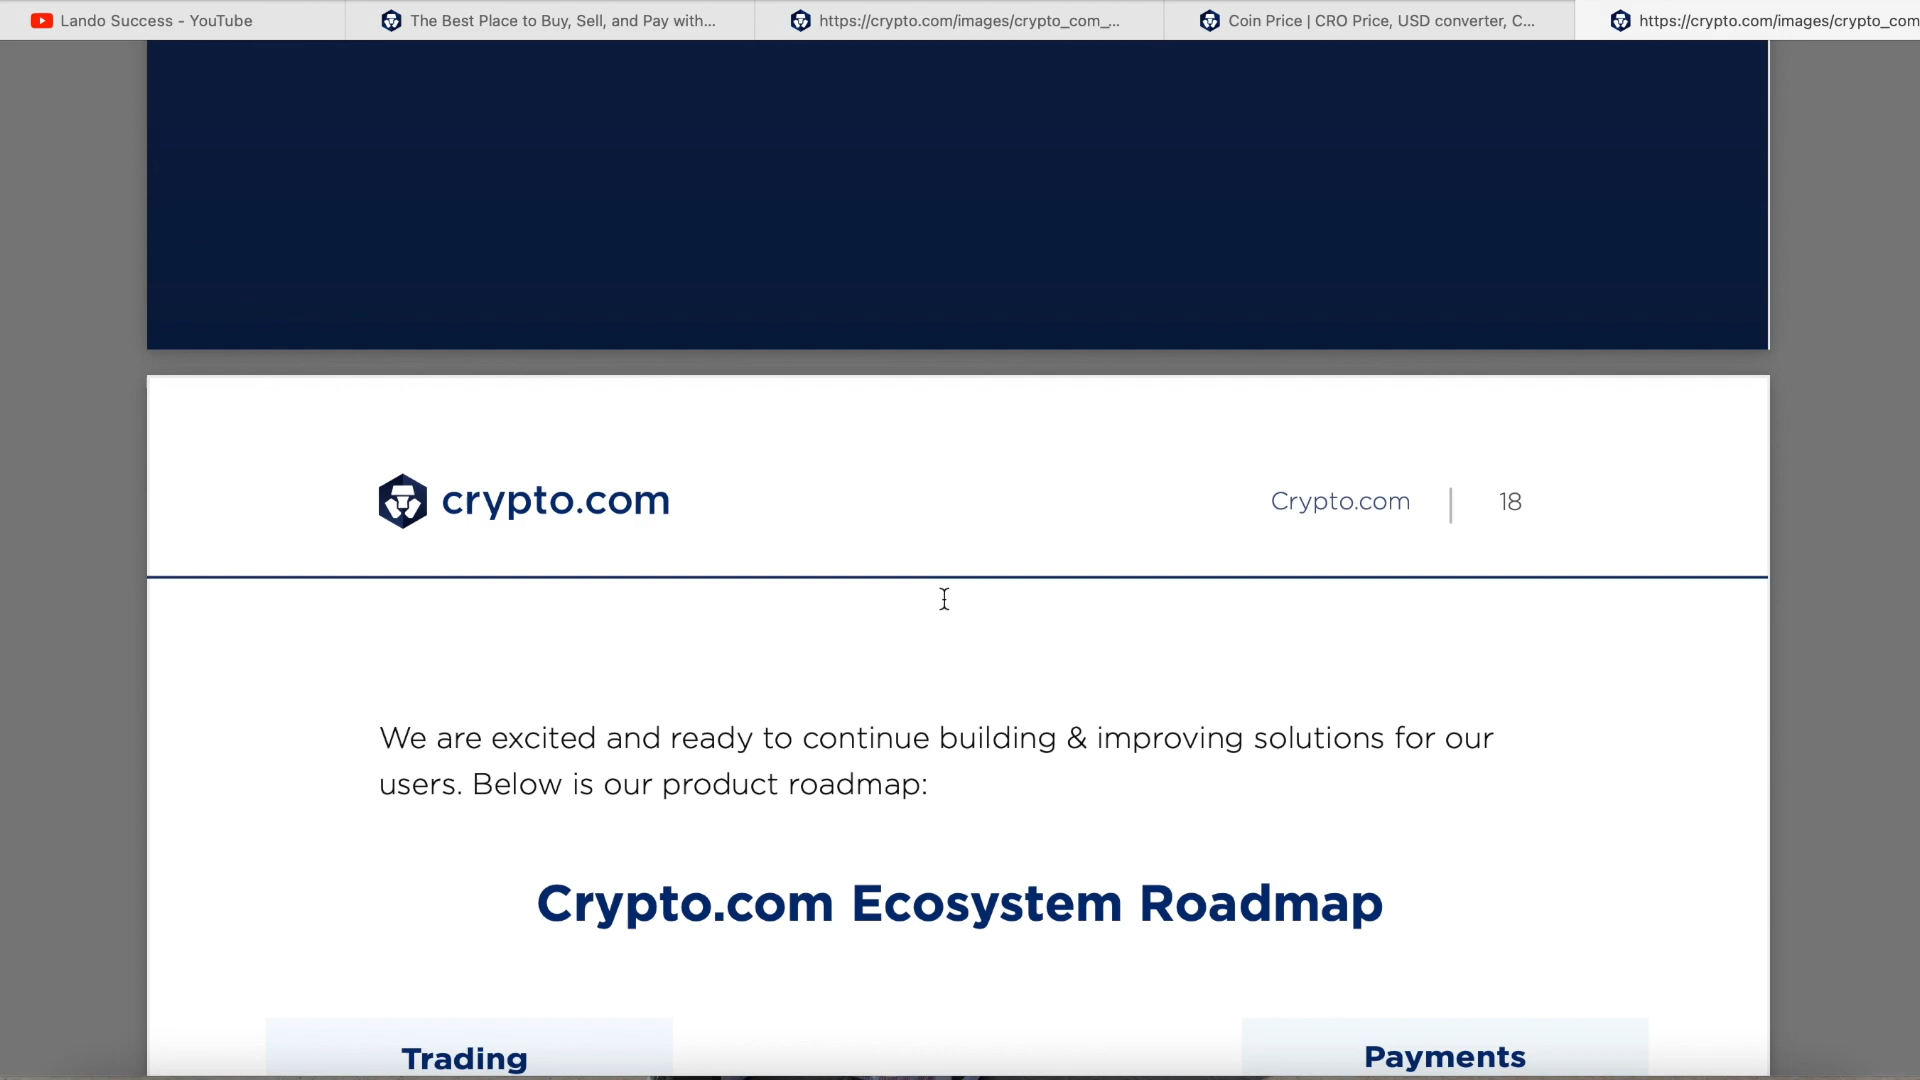 Lando Success - YouTube
The Best Place to Buy, Sell, and Pay with...
https://crypto.com/images/crypto_com_...
Coin Price | CRO Price, USD converter, C...
https://crypto.com/images/crypto_com
crypto.com
Crypto.com | 18
We are excited and ready to continue building & improving solutions for our
users. Below is our product roadmap:
Crypto.com Ecosystem Roadmap
Trading
Payments